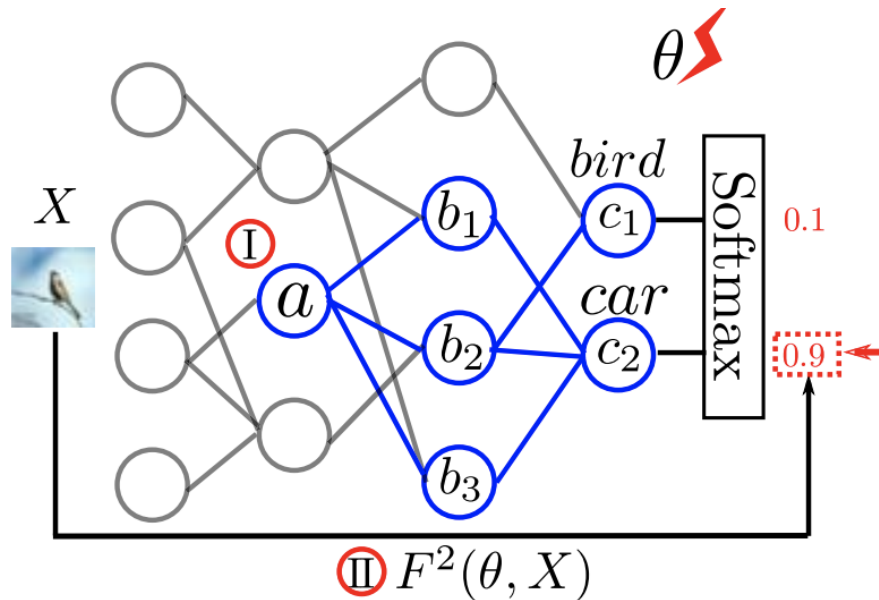 θ
X
bird
I
a
b₁
b₂
b₃
c₁
car
c₂
Softmax
0.1
0.9
II F²(θ, X)